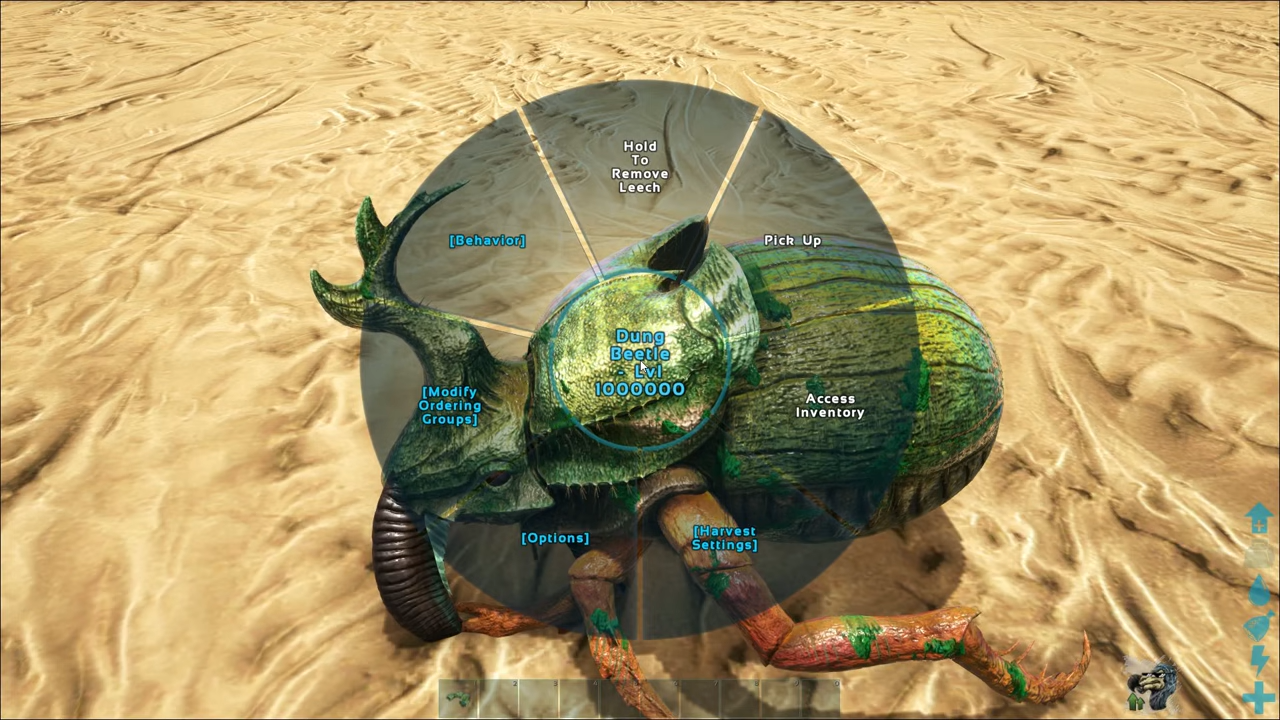 Hold
To
Remove
Leech
[Behavior]
Pick Up
Dung
Beetle
- Lvl
1000000
[Modify
Ordering
Groups]
Access
Inventory
[Options]
[Harvest
Settings]